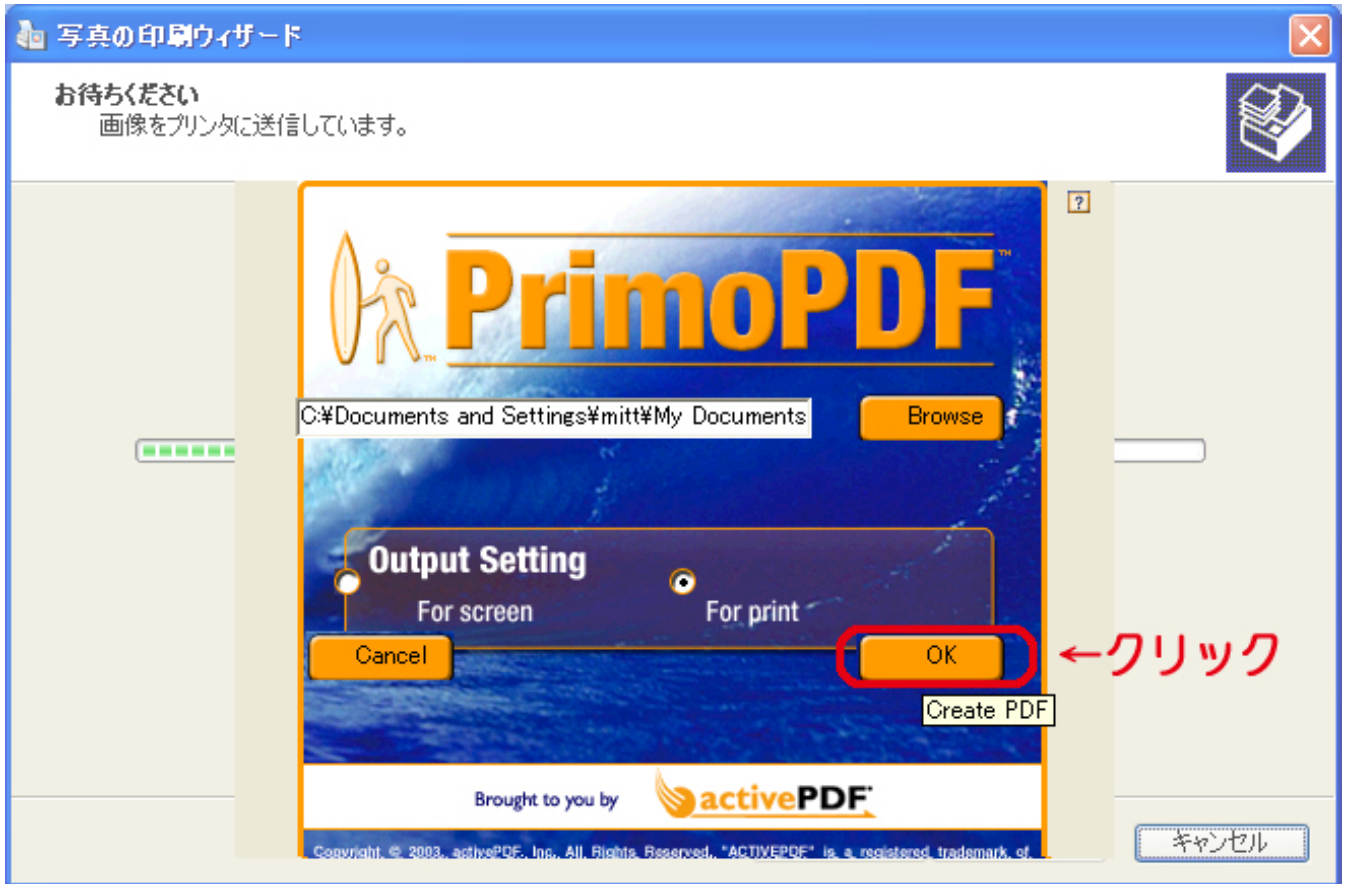 写真の印刷ウィザード
お待ちください
画像をプリンタに送信しています。
?
PrimoPDF™
TM
C:¥Documents and Settings¥mitt¥My Documents
Browse
Output Setting
For screen
For print
Cancel
OK
←クリック
Create PDF
Brought to you by activePDF
Copyright © 2003, activePDF, Inc., All Rights Reserved, "ACTIVEPDF" is a registered trademark of
キャンセル